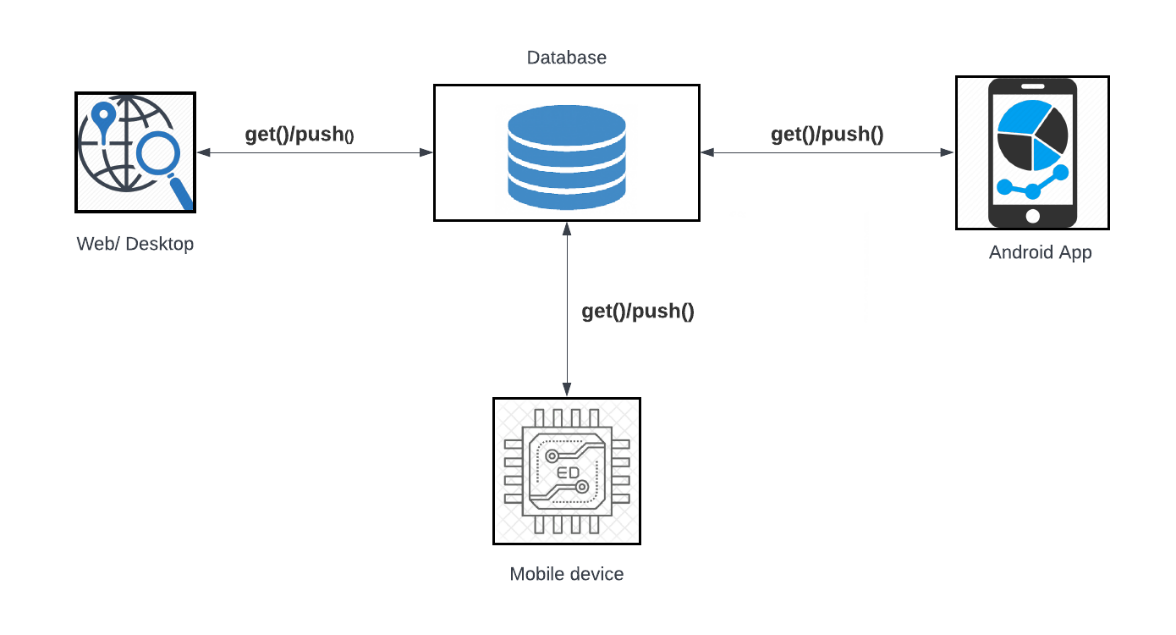 Database
get()/push()
get()/push()
Web/ Desktop
Android App
get()/push()
ED
Mobile device